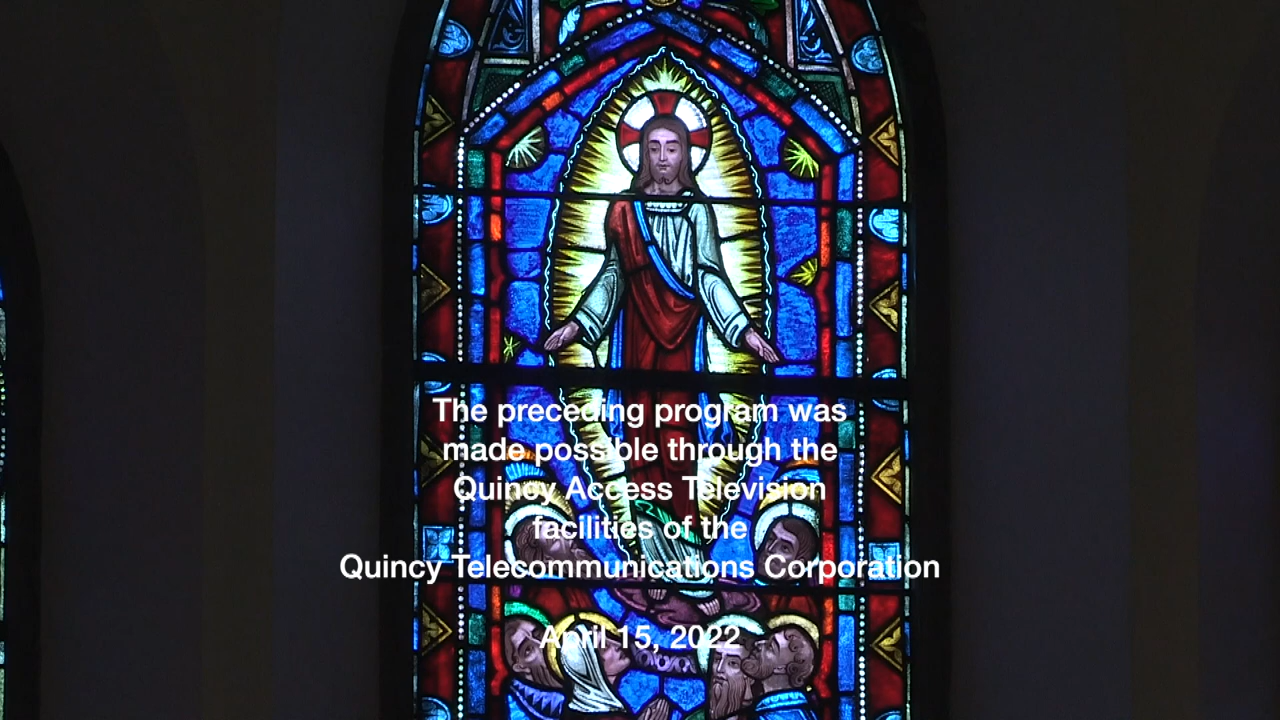 The preceding program was
made possible through the
Quincy Access Television
facilities of the
Quincy Telecommunications Corporation
April 15, 2022